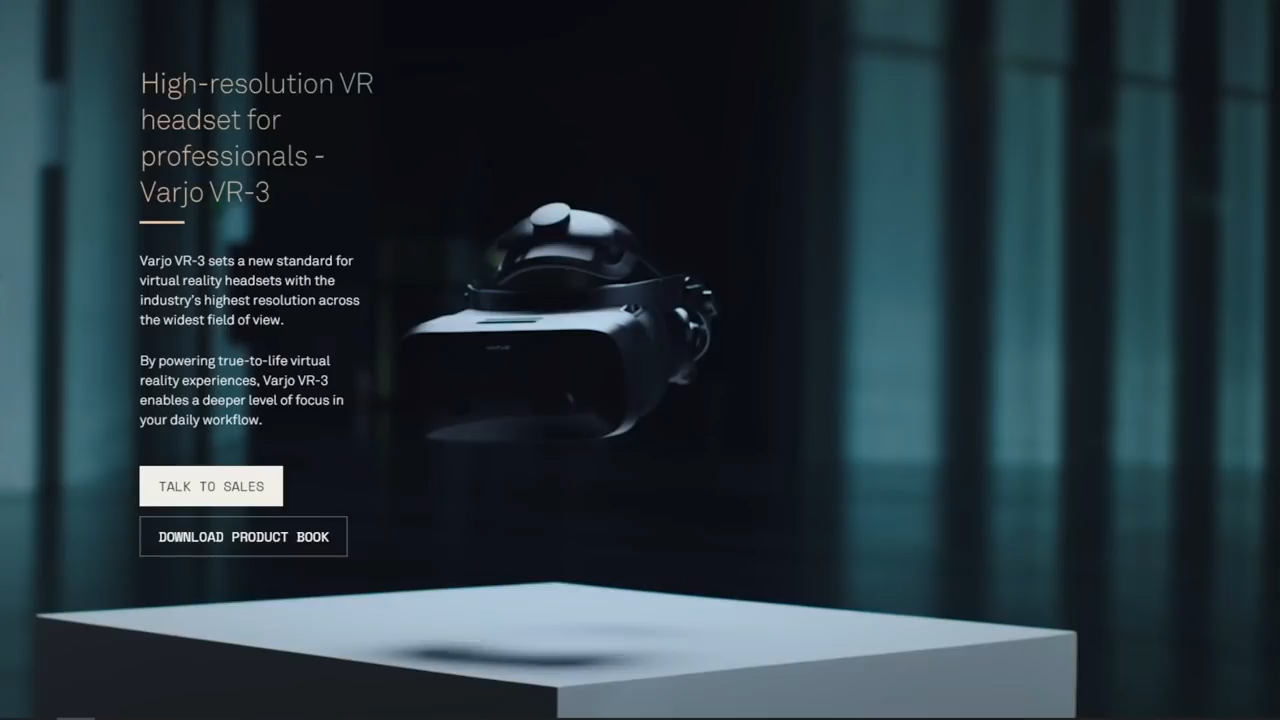 High-resolution VR
headset for
professionals -
Varjo VR-3
Varjo VR-3 sets a new standard for
virtual reality headsets with the
industry's highest resolution across
the widest field of view.
By powering true-to-life virtual
reality experiences, Varjo VR-3
enables a deeper level of focus in
your daily workflow.
TALK TO SALES
DOWNLOAD PRODUCT BOOK